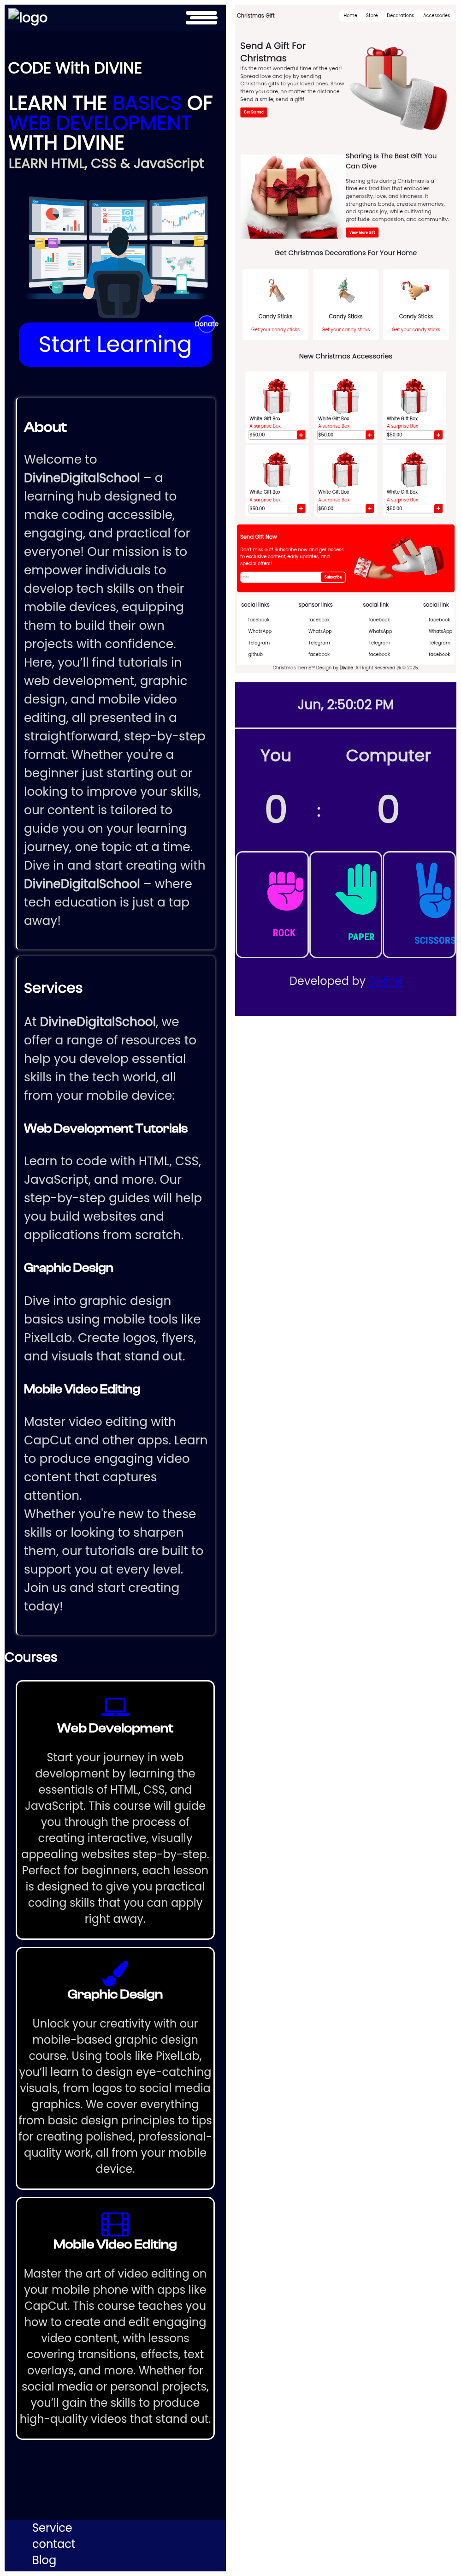 logo
CODE With DIVINE
LEARN THE BASICS OF
WEB DEVELOPMENT
WITH DIVINE
LEARN HTML, CSS & JavaScript
Donate
Start Learning
About
Welcome to
DivineDigitalSchool – a
learning hub designed to
make coding accessible,
engaging, and practical for
everyone! Our mission is to
empower individuals to
develop tech skills on their
mobile devices, equipping
them to build their own
projects with confidence.
Here, you'll find tutorials in
web development, graphic
design, and mobile video
editing, all presented in a
straightforward, step-by-step
format. Whether you're a
beginner just starting out or
looking to improve your skills,
our content is tailored to
guide you on your learning
journey, one topic at a time.
Dive in and start creating with
DivineDigitalSchool – where
tech education is just a tap
away!
Services
At DivineDigitalSchool, we
offer a range of resources to
help you develop essential
skills in the tech world, all
from your mobile device:
Web Development Tutorials
Learn to code with HTML, CSS,
JavaScript, and more. Our
step-by-step guides will help
you build websites and
applications from scratch.
Graphic Design
Dive into graphic design
basics using mobile tools like
PixelLab. Create logos, flyers,
and visuals that stand out.
Mobile Video Editing
Master video editing with
CapCut and other apps. Learn
to produce engaging video
content that captures
attention.
Whether you're new to these
skills or looking to sharpen
them, our tutorials are built to
support you at every level.
Join us and start creating
today!
Courses
Web Development
Start your journey in web
development by learning the
essentials of HTML, CSS, and
JavaScript. This course will guide
you through the process of
creating interactive, visually
appealing websites step-by-step.
Perfect for beginners, each lesson
is designed to give you practical
coding skills that you can apply
right away.
Graphic Design
Unlock your creativity with our
mobile-based graphic design
course. Using tools like PixelLab,
you'll learn to design eye-catching
visuals, from logos to social media
graphics. We cover everything
from basic design principles to tips
for creating polished, professional-
quality work, all from your mobile
device.
Mobile Video Editing
Master the art of video editing on
your mobile phone with apps like
CapCut. This course teaches you
how to create and edit engaging
video content, with lessons
covering transitions, effects, text
overlays, and more. Whether for
social media or personal projects,
you'll gain the skills to produce
high-quality videos that stand out.
Service
contact
Blog
Christmas Gift
Home Store Decorations Accessories
Send A Gift For
Christmas
It's the most wonderful time of the year!
Spread love and joy by sending
Christmas gifts to your loved ones. Show
them you care, no matter the distance.
Send a smile, send a gift!
Get Started
Sharing Is The Best Gift You
Can Give
Sharing gifts during Christmas is a
timeless tradition that embodies
generosity, love, and kindness. It
strengthens bonds, creates memories,
and spreads joy, while cultivating
gratitude, compassion, and community.
View More Gift
Get Christmas Decorations For Your Home
Candy Sticks Candy Sticks Candy Sticks
Get your candy sticks Get your candy sticks Get your candy sticks
New Christmas Accessories
White Gift Box White Gift Box White Gift Box
A surprise Box A surprise Box A surprise Box
$50.00 + $50.00 + $50.00 +
White Gift Box White Gift Box White Gift Box
A surprise Box A surprise Box A surprise Box
$50.00 + $50.00 + $50.00 +
Send Gift Now
Don't miss out! Subscribe now and get access
to exclusive content, early updates, and
special offers!
Subscribe
social links sponsor links social link social link
facebook facebook facebook facebook
WhatsApp WhatsApp WhatsApp WhatsApp
Telegram Telegram Telegram Telegram
github facebook facebook facebook
ChristmasTheme™ Design by Divine. All Right Reserved @ © 2025.
Jun, 2:50:02 PM
You Computer
0 : 0
ROCK
PAPER
SCISSORS
Developed by